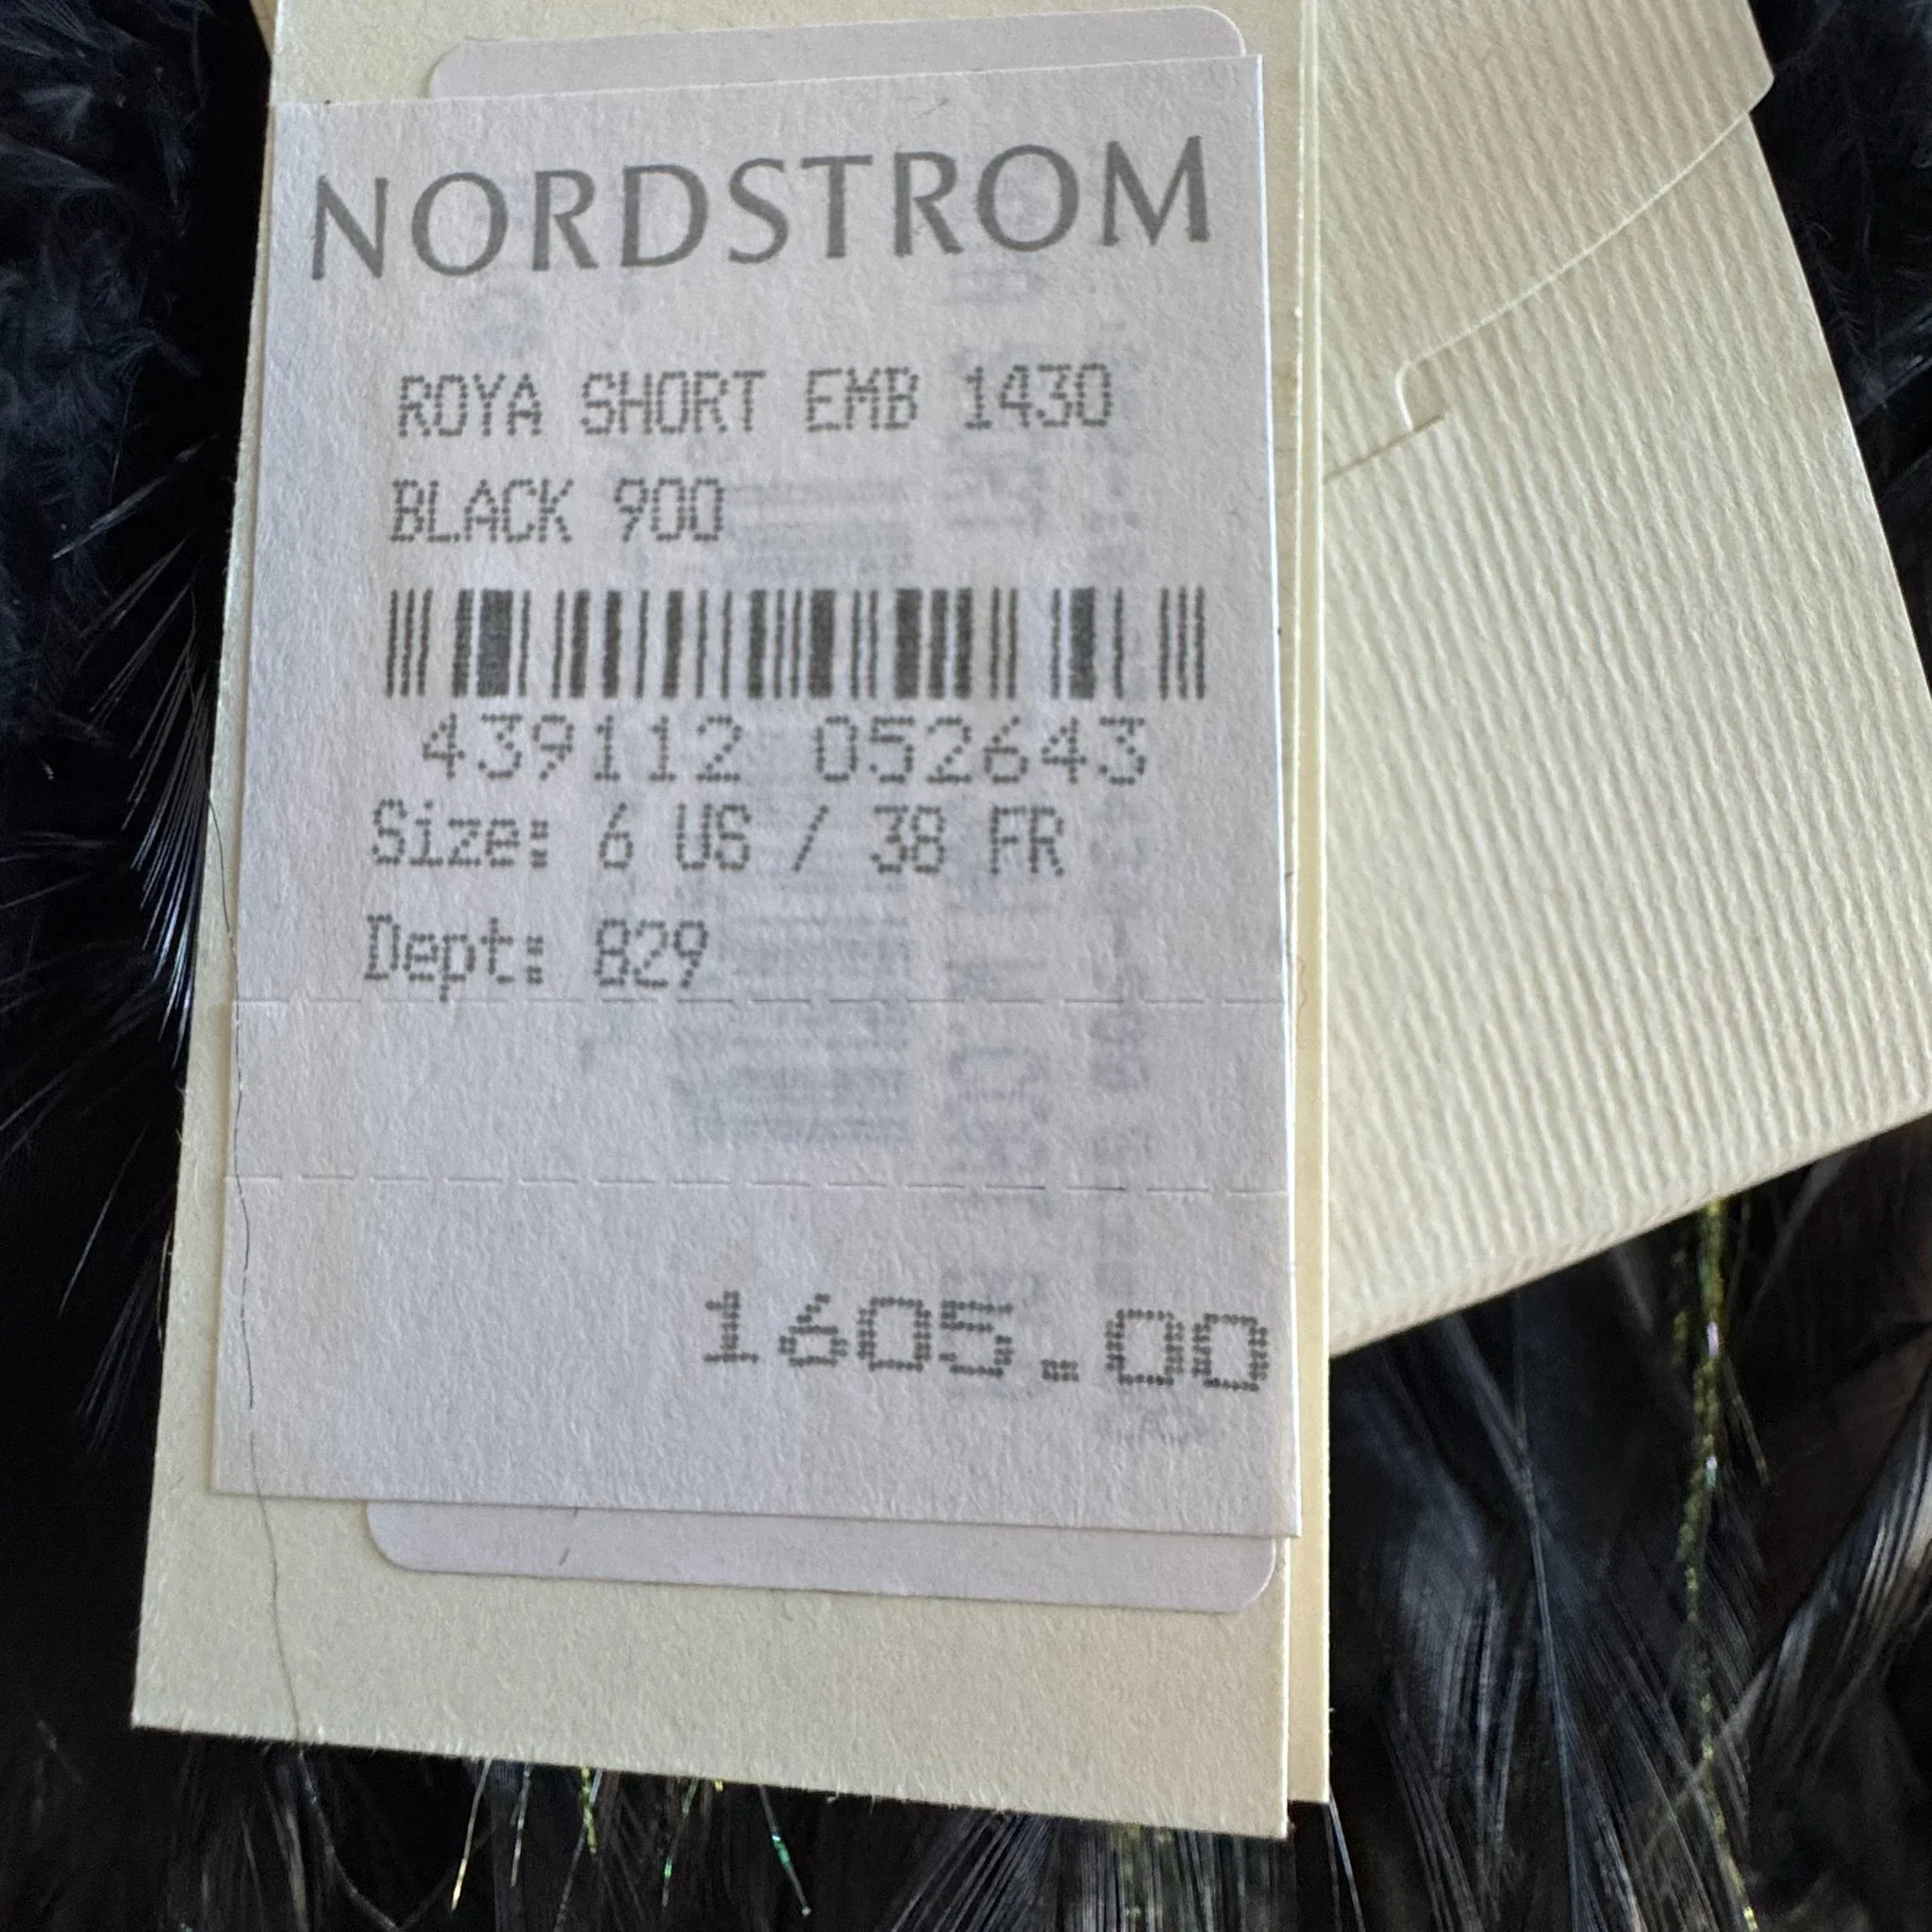 NORDSTROM
ROYA SHORT EMB 1430
BLACK 900
439112 052643
Size: 6 US / 38 FR
Dept: 829
1605.00